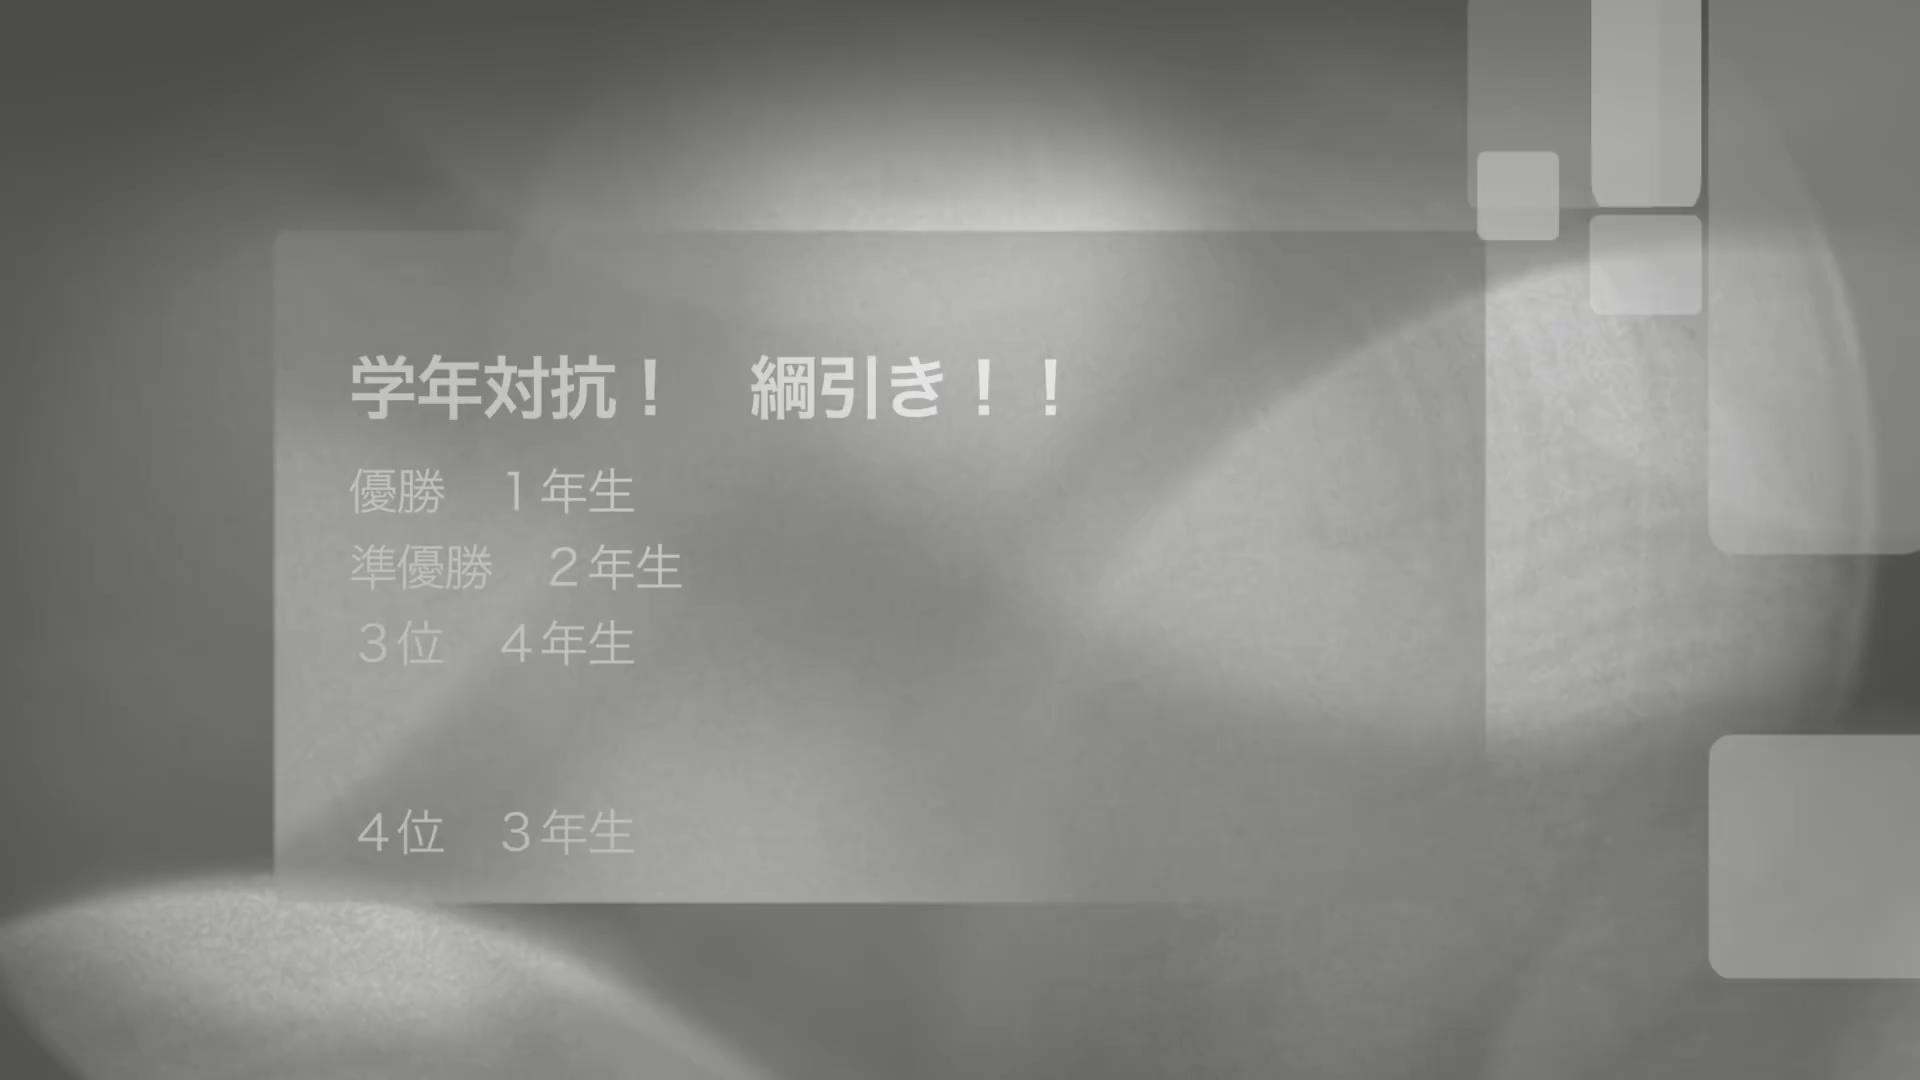 学年対抗！　綱引き！！
優勝　１年生
準優勝　２年生
３位　４年生
４位　３年生